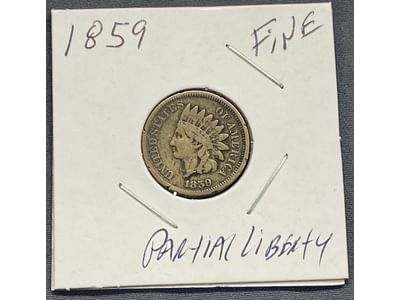 1859 FINE
UNITED STATES OF AMERICA
1859
PARTIAL LIBERTY